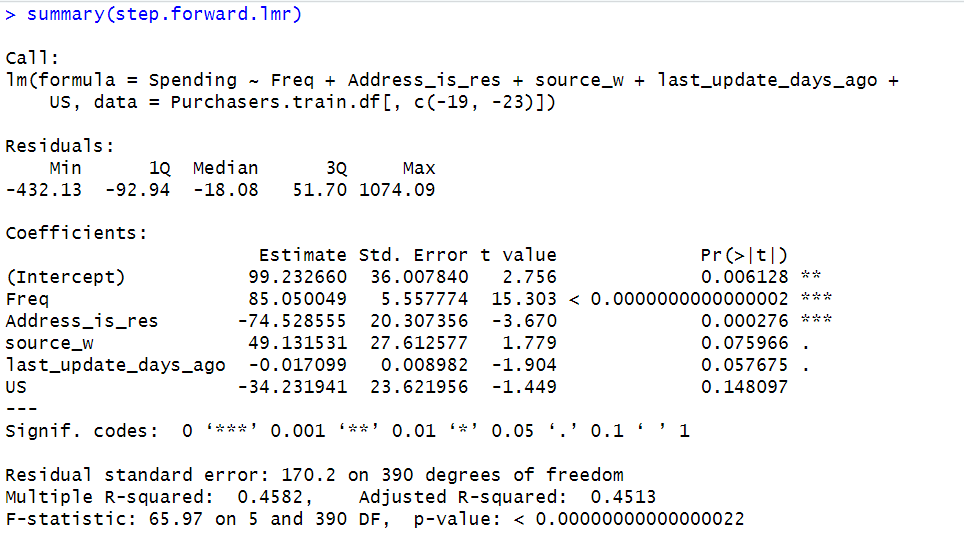 > summary(step.forward.lmr)
Call:
lm(formula = Spending ~ Freq + Address_is_res + source_w + last_update_days_ago +
    US, data = Purchasers.train.df[, c(-19, -23)])
Residuals:
    Min      1Q  Median      3Q     Max
-432.13  -92.94  -18.08   51.70 1074.09
Coefficients:
                      Estimate Std. Error t value             Pr(>|t|)
(Intercept)          99.232660  36.007840   2.756             0.006128 **
Freq                 85.050049   5.557774  15.303 < 0.0000000000000002 ***
Address_is_res      -74.528555  20.307356  -3.670             0.000276 ***
source_w             49.131531  27.612577   1.779             0.075966 .
last_update_days_ago  -0.017099   0.008982  -1.904             0.057675 .
US                  -34.231941  23.621956  -1.449             0.148097
---
Signif. codes:  0 ‘***’ 0.001 ‘**’ 0.01 ‘*’ 0.05 ‘.’ 0.1 ‘ ’ 1
Residual standard error: 170.2 on 390 degrees of freedom
Multiple R-squared:  0.4582,    Adjusted R-squared:  0.4513
F-statistic: 65.97 on 5 and 390 DF,  p-value: < 0.00000000000000022